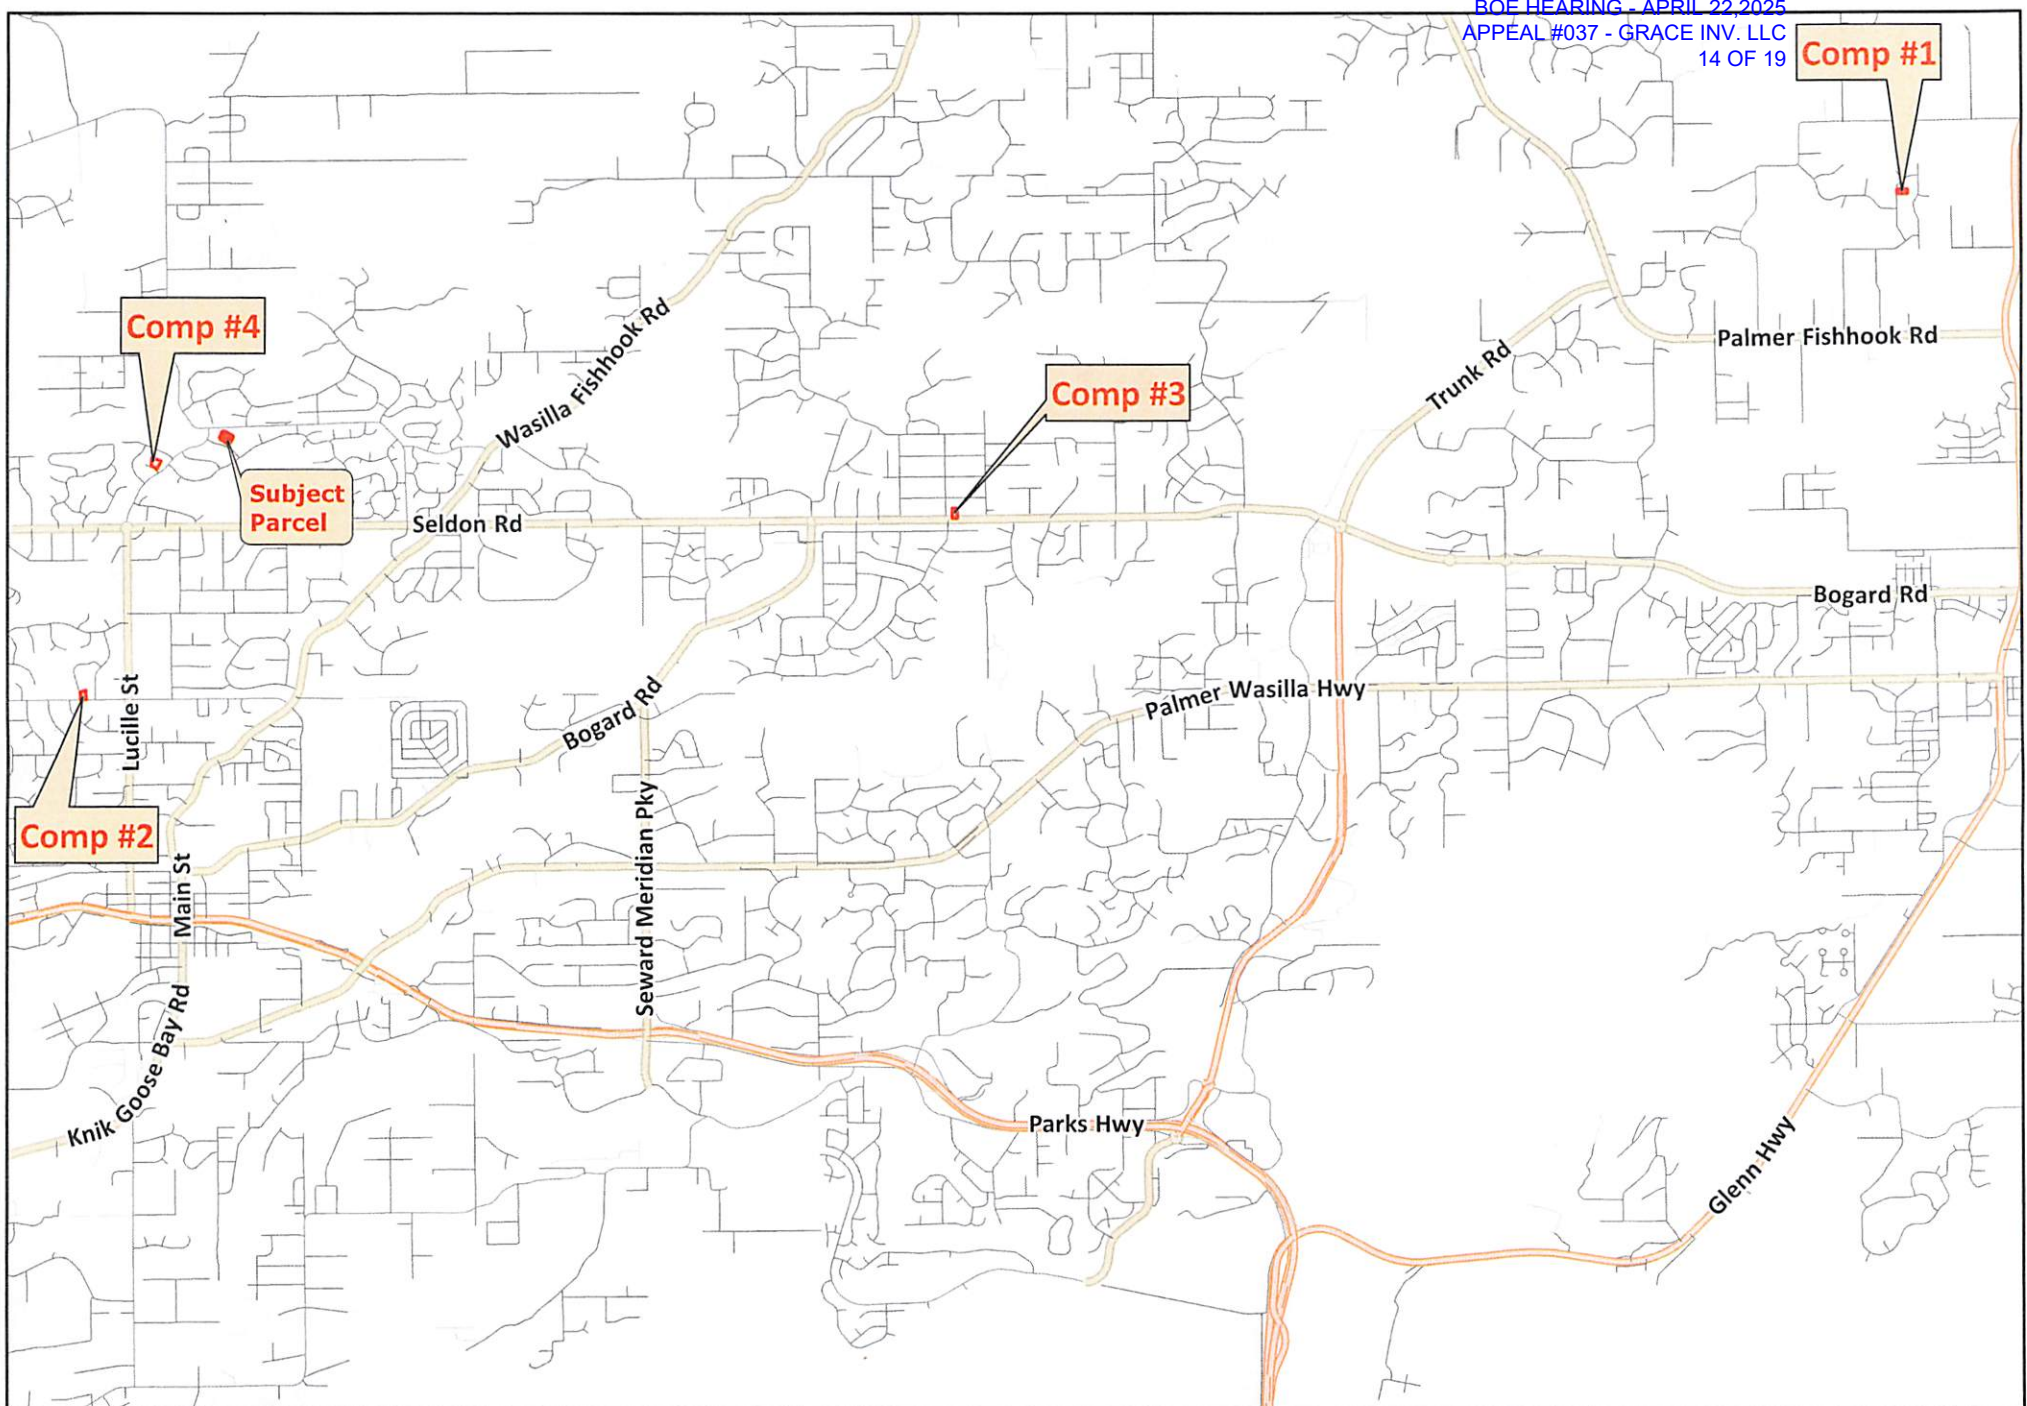 BOE HEARING - APRIL 22,2025
APPEAL #037 - GRACE INV. LLC
14 OF 19
Comp #1
Comp #4
Wasilla Fishhook Rd
Palmer Fishhook Rd
Trunk Rd
Comp #3
Subject
Parcel
Seldon Rd
Bogard Rd
Lucille St
Palmer Wasilla Hwy
Bogard Rd
Comp #2
Main St
Seward Meridian Pky
Knik Goose Bay Rd
Parks Hwy
Glenn Hwy